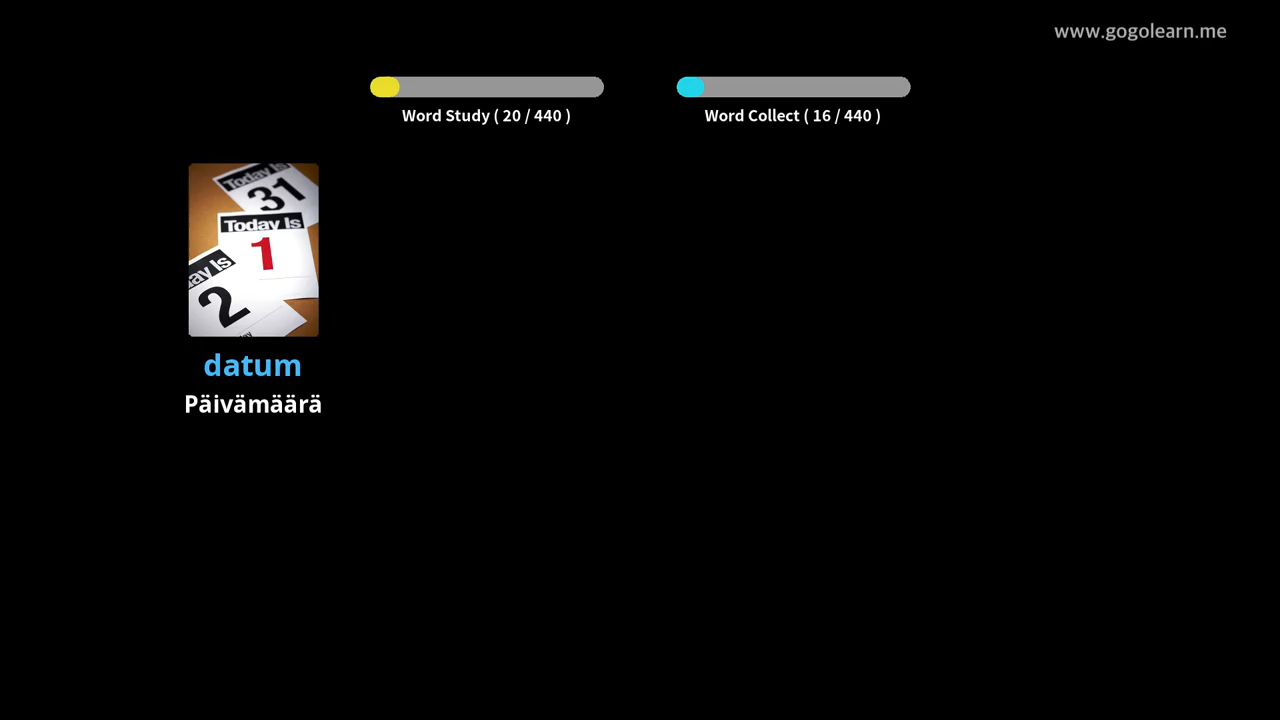 www.gogolearn.me
Word Study ( 20 / 440 )
Word Collect ( 16 / 440 )
Today Is
31
Today Is
1
ay Is
2
datum
Päivämäärä